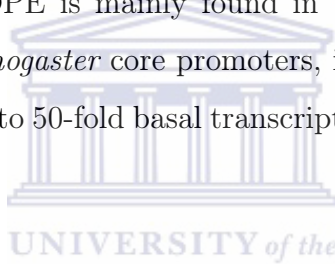 DPE is mainly found in
nogaster core promoters,
to 50-fold basal transcript
UNIVERSITY of the